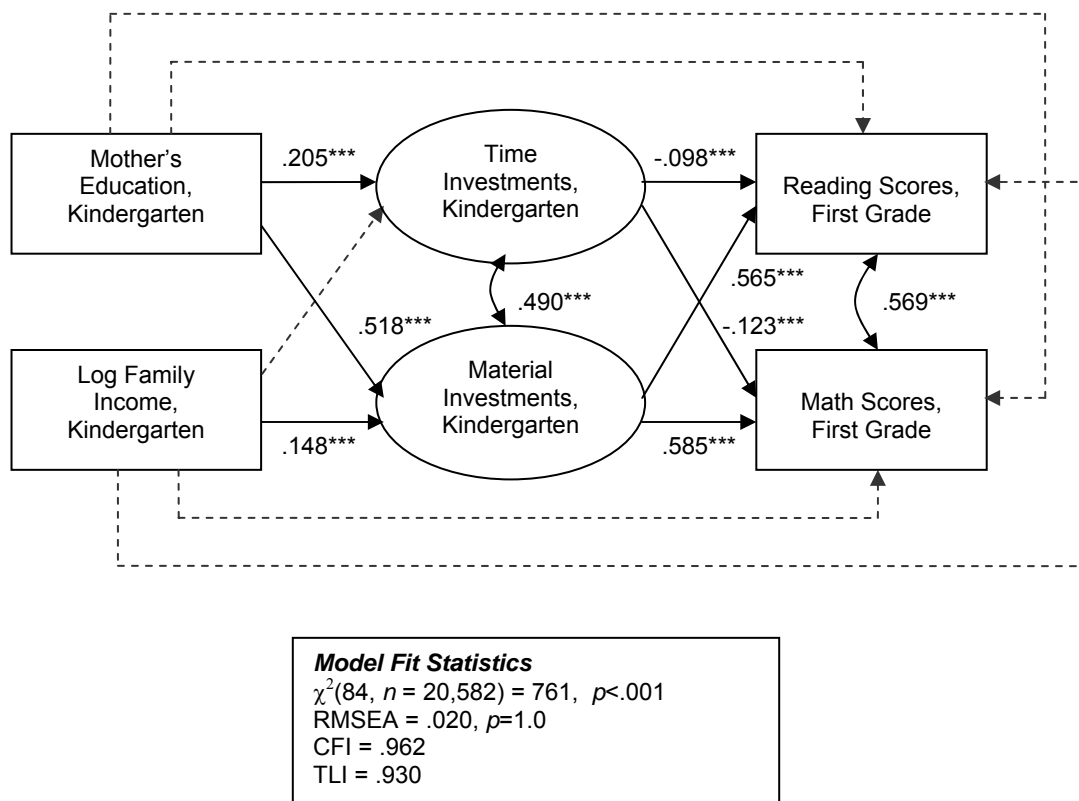 Mother's
Education,
Kindergarten
.205***
Time
Investments,
Kindergarten
-.098***
Reading Scores,
First Grade
.518***
.490***
.565***
-.123***
.569***
Log Family
Income,
Kindergarten
.148***
Material
Investments,
Kindergarten
.585***
Math Scores,
First Grade
Model Fit Statistics
χ²(84, n = 20,582) = 761, p<.001
RMSEA = .020, p=1.0
CFI = .962
TLI = .930